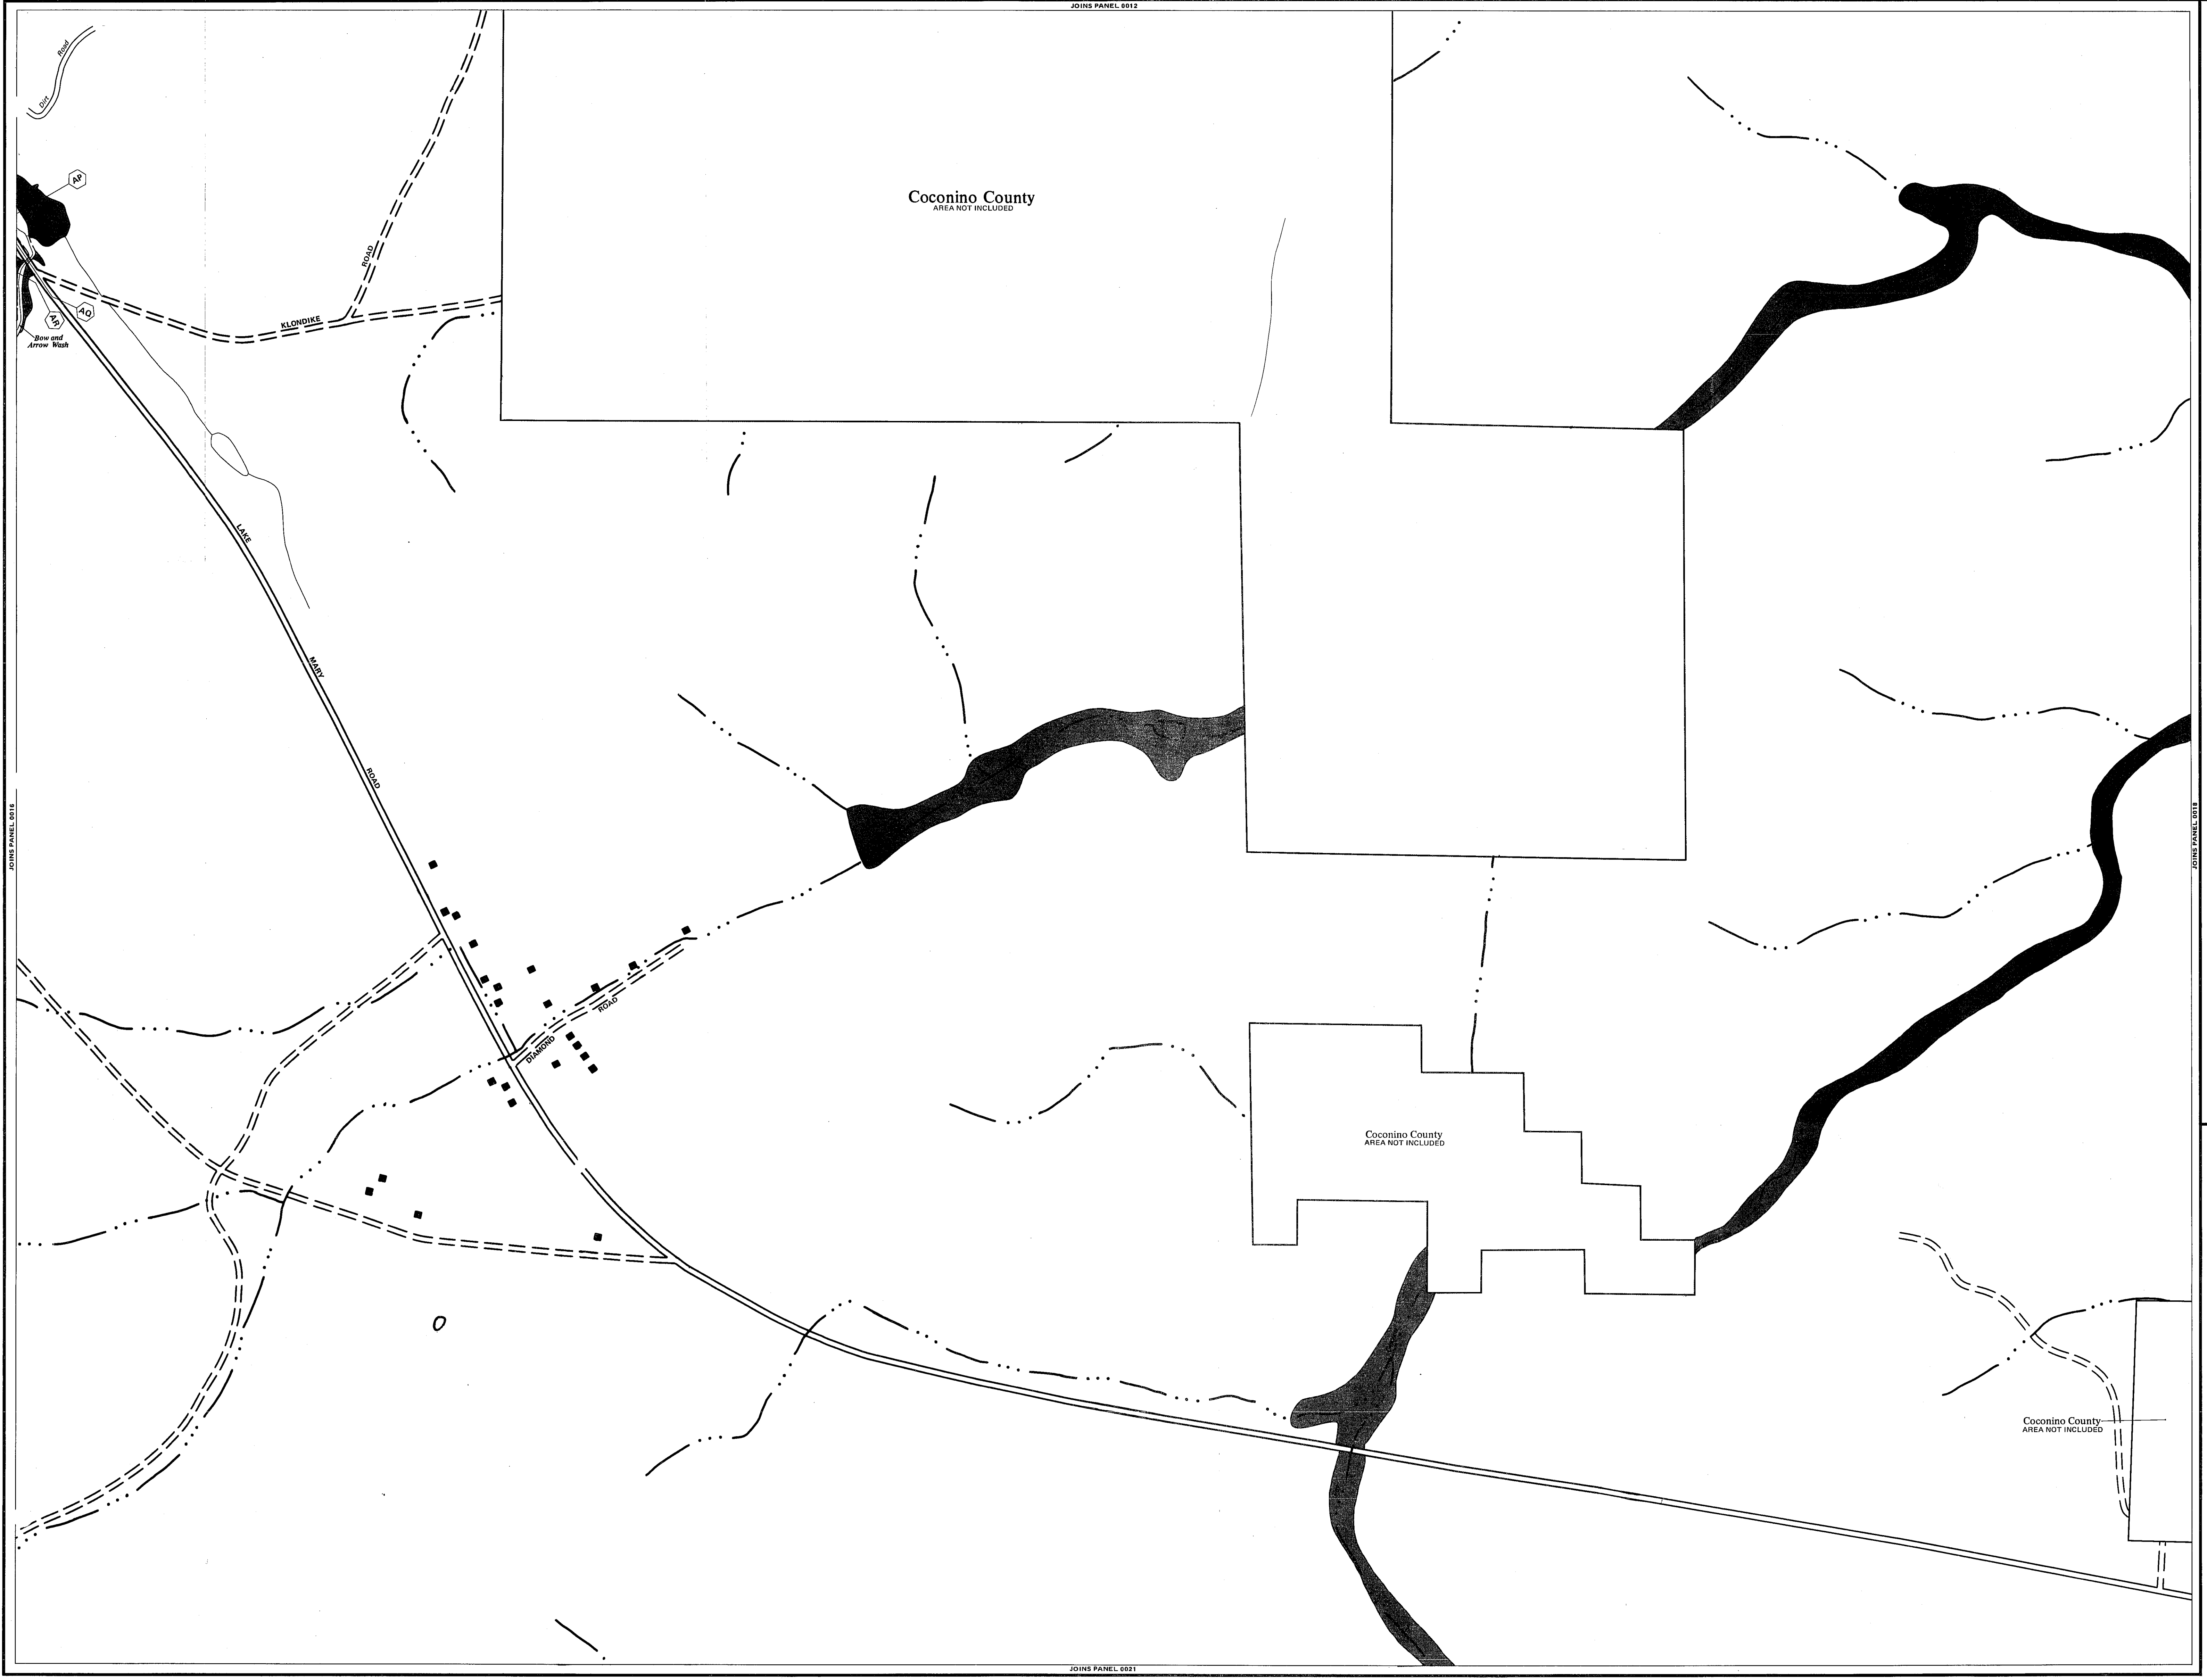 JOINS PANEL 0012
Road
Dirt
AP
Coconino County
AREA NOT INCLUDED
ROAD
AQ
AR
KLONDIKE
Bow and
Arrow Wash
LAKE
MARY
ROAD
JOINS PANEL 0016
JOINS PANEL 0018
ROAD
DIAMOND
Coconino County
AREA NOT INCLUDED
Coconino County
AREA NOT INCLUDED
JOINS PANEL 0021